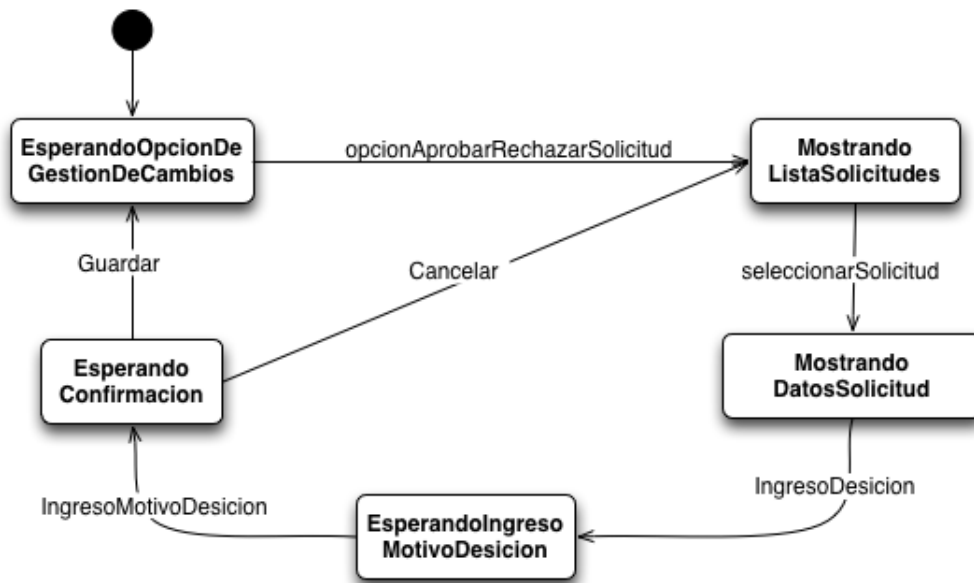 EsperandoOpcionDe
GestionDeCambios
opcionAprobarRechazarSolicitud
Mostrando
ListaSolicitudes
Guardar
Cancelar
seleccionarSolicitud
Esperando
Confirmacion
Mostrando
DatosSolicitud
IngresoMotivoDesicion
IngresoDesicion
EsperandoIngreso
MotivoDesicion